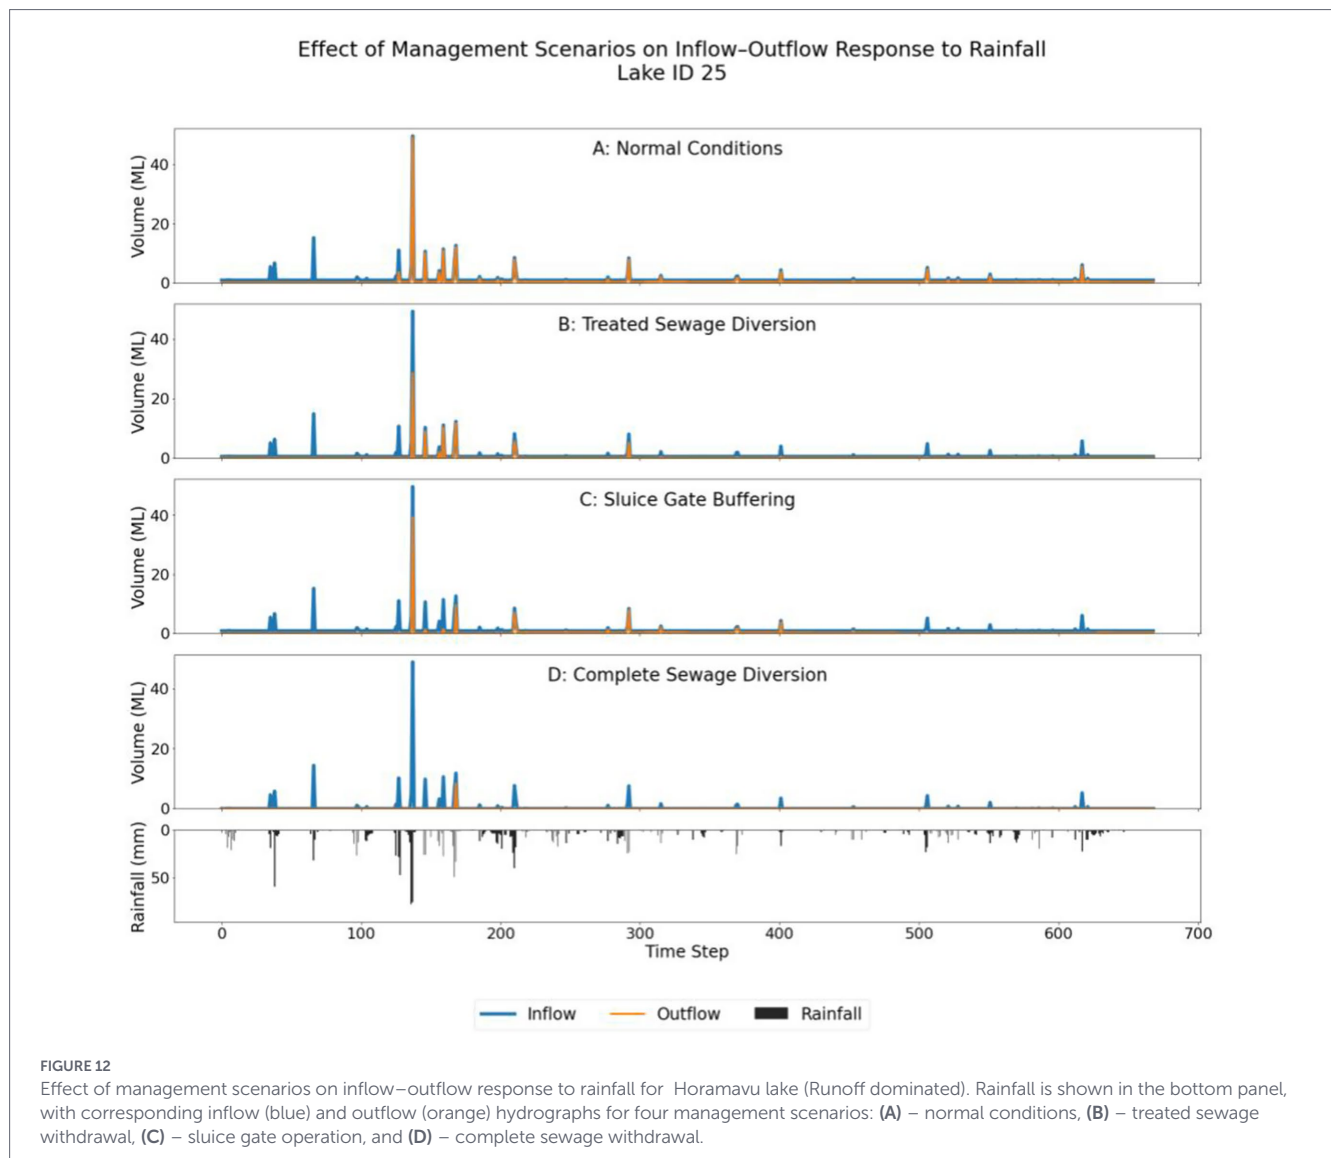 Effect of Management Scenarios on Inflow–Outflow Response to Rainfall
Lake ID 25
A: Normal Conditions
Volume (ML)
40
20
0
B: Treated Sewage Diversion
Volume (ML)
40
20
0
C: Sluice Gate Buffering
Volume (ML)
40
20
0
D: Complete Sewage Diversion
Volume (ML)
40
20
0
Rainfall (mm)
0
50
0 100 200 300 400 500 600 700
Time Step
Inflow Outflow Rainfall
FIGURE 12
Effect of management scenarios on inflow–outflow response to rainfall for Horamavu lake (Runoff dominated). Rainfall is shown in the bottom panel,
with corresponding inflow (blue) and outflow (orange) hydrographs for four management scenarios: (A) – normal conditions, (B) – treated sewage
withdrawal, (C) – sluice gate operation, and (D) – complete sewage withdrawal.